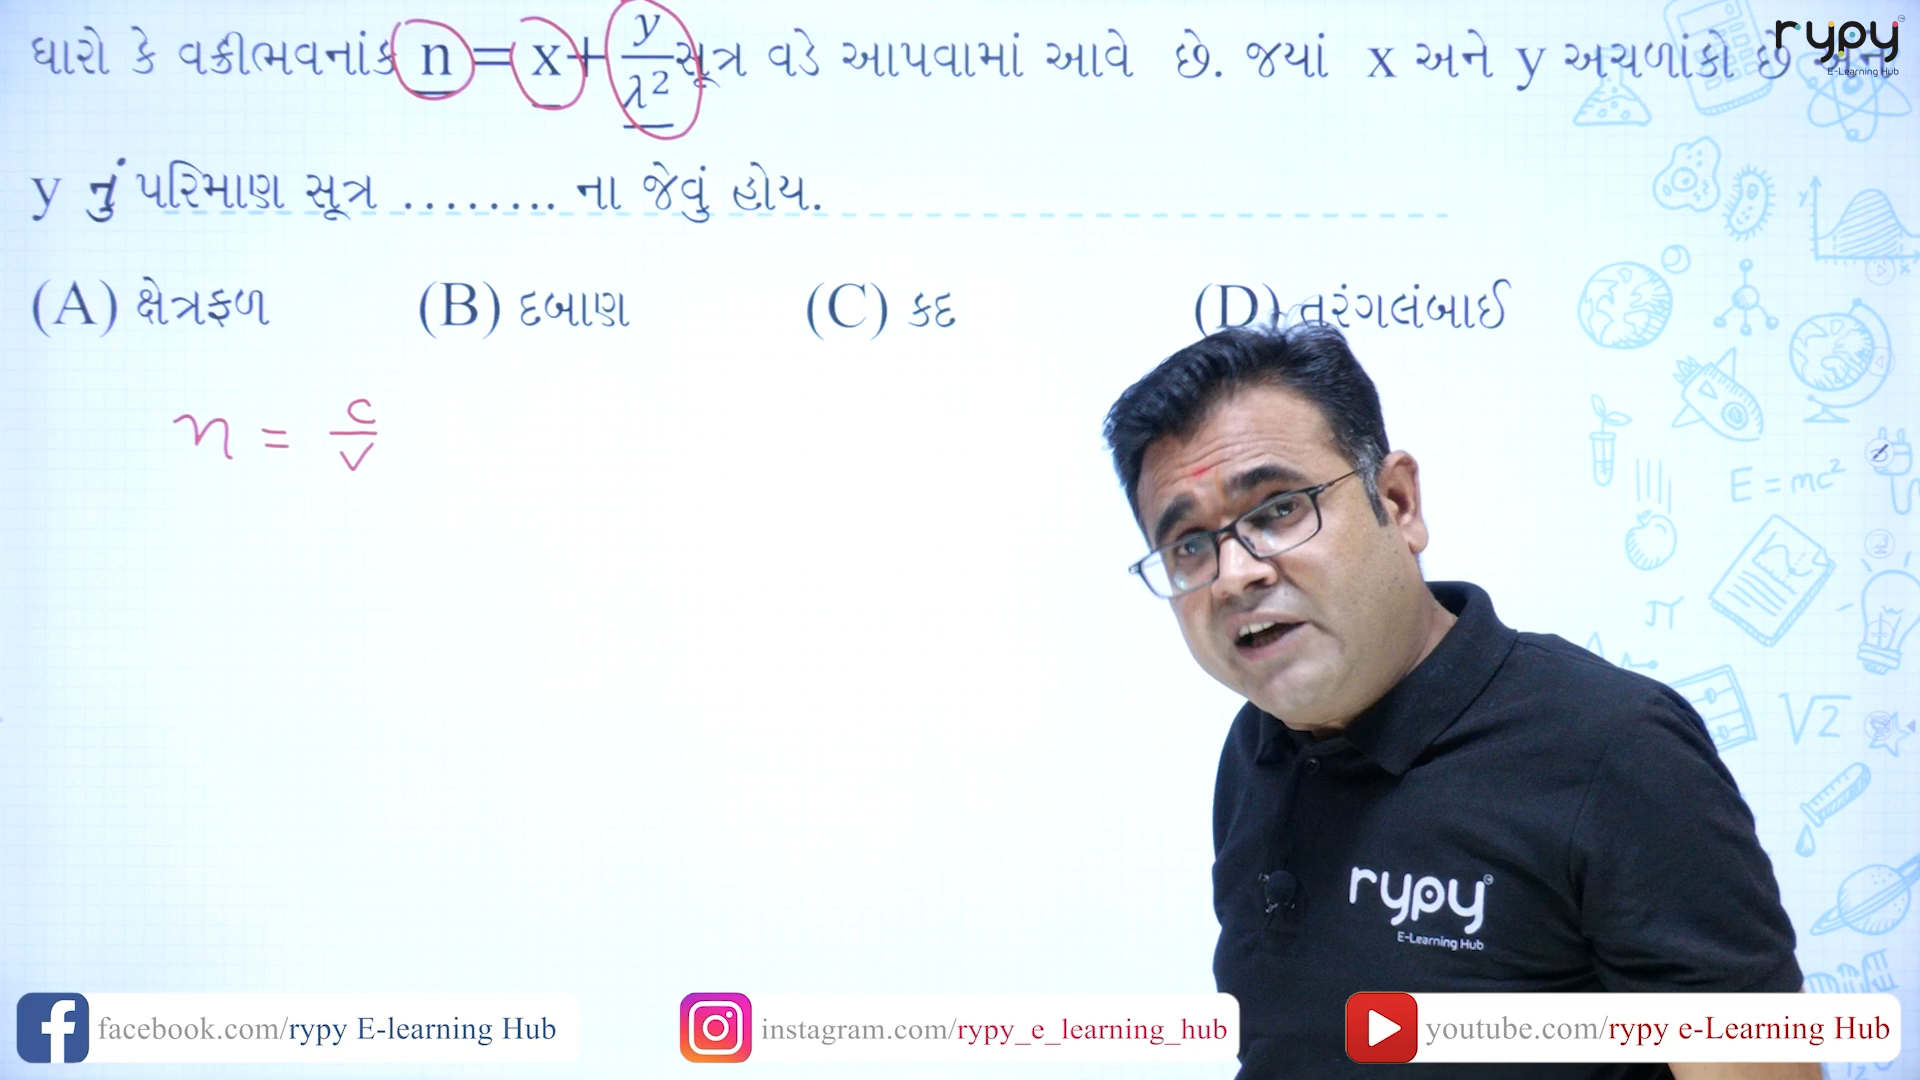 ધારો કે વક્રીભવનાંક n = x + y/λ² સૂત્ર વડે આપવામાં આવે છે. જયાં x અને y અચળાંકો છે અને
y નું પરિમાણ સૂત્ર ........ ના જેવું હોય.
(A) ક્ષેત્રફળ (B) દબાણ (C) કદ (D) તરંગલંબાઈ
n = c/v
rypy
E-Learning Hub
E = mc²
π
√2
rypy
E-Learning Hub
facebook.com/rypy E-learning Hub
instagram.com/rypy_e_learning_hub
youtube.com/rypy e-Learning Hub